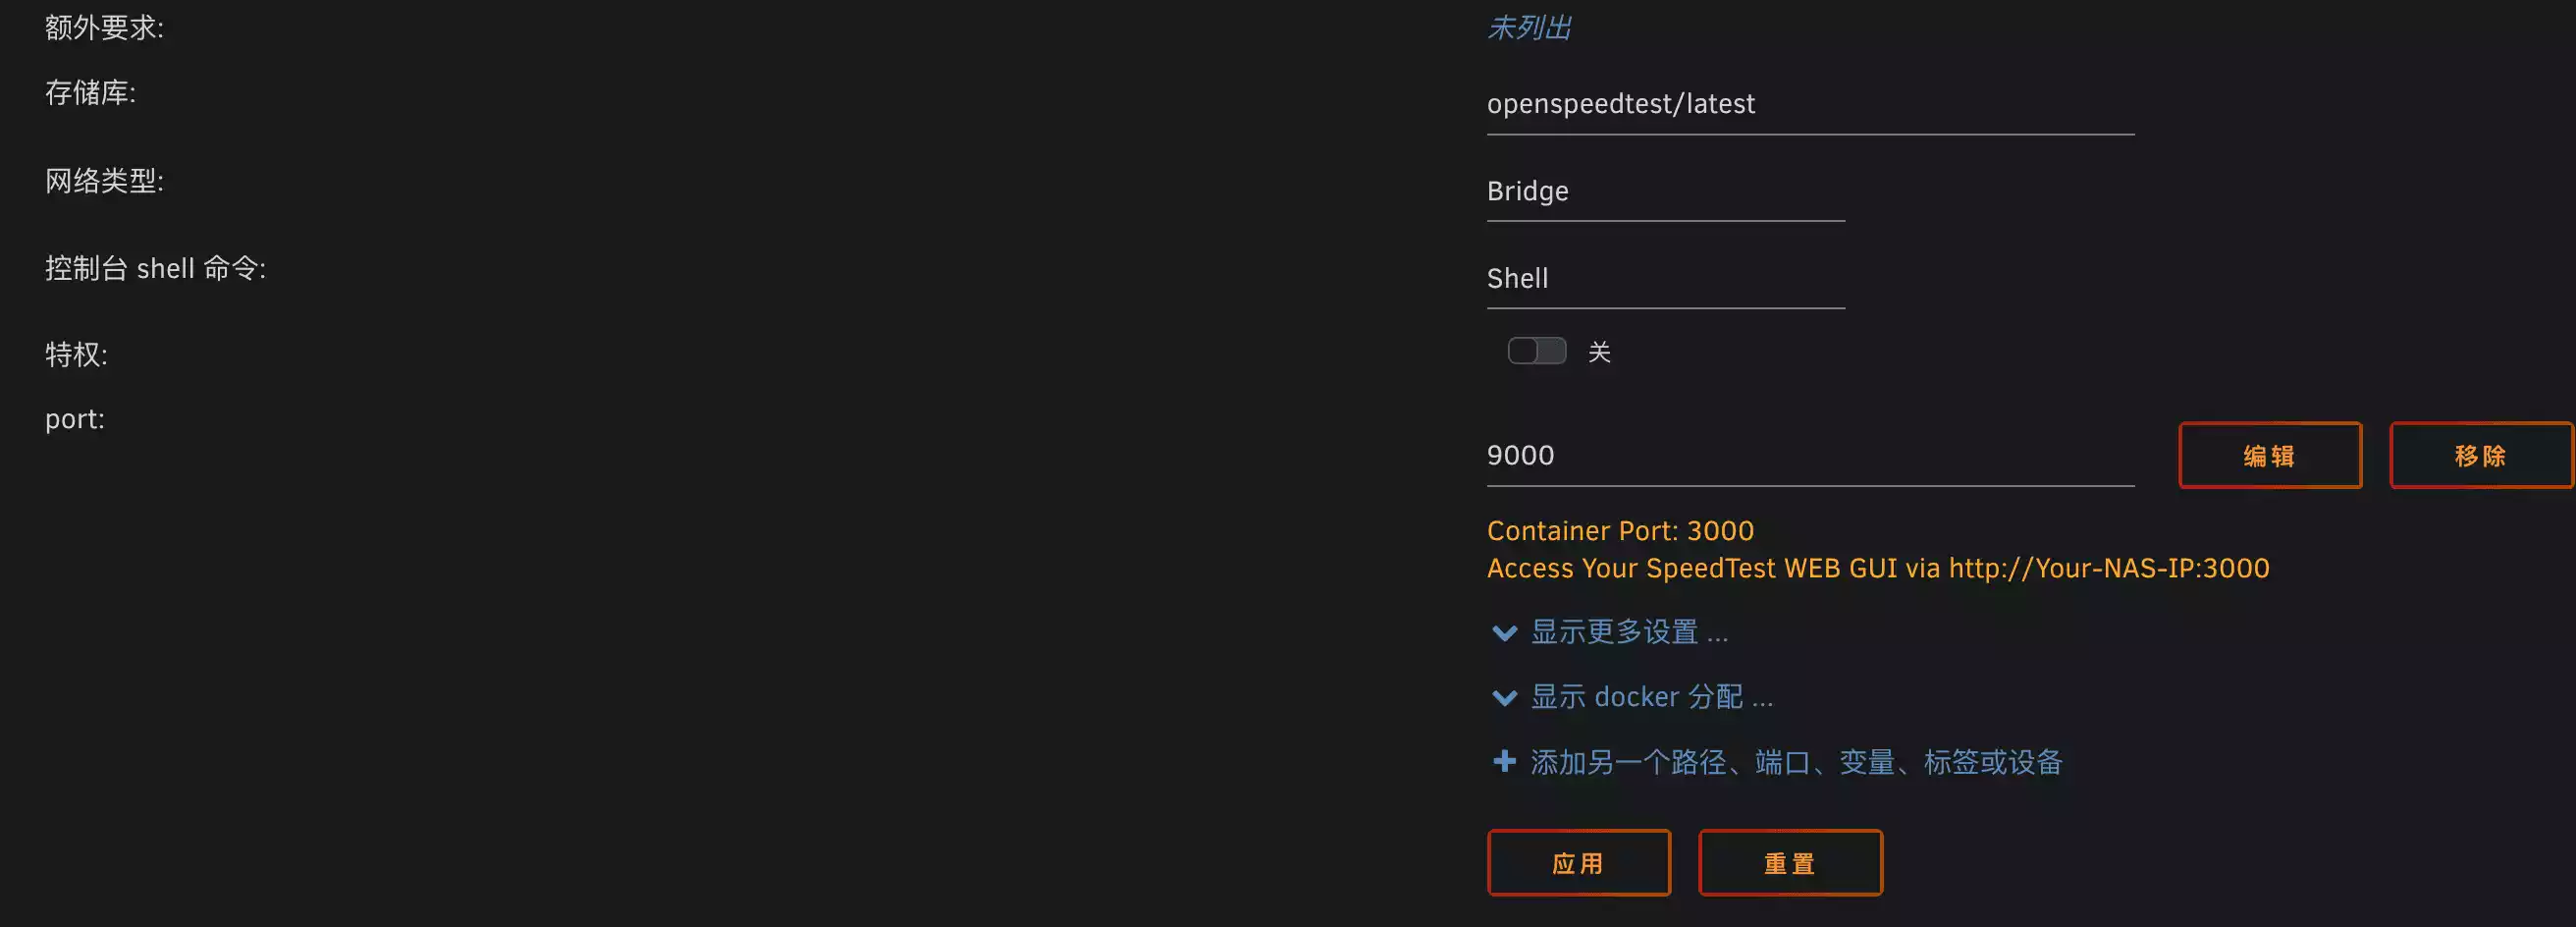 额外要求:
未列出
存储库:
openspeedtest/latest
网络类型:
Bridge
控制台 shell 命令:
Shell
特权:
关
port:
9000
编辑
移除
Container Port: 3000
Access Your SpeedTest WEB GUI via http://Your-NAS-IP:3000
显示更多设置 ...
显示 docker 分配 ...
添加另一个路径、端口、变量、标签或设备
应用
重置